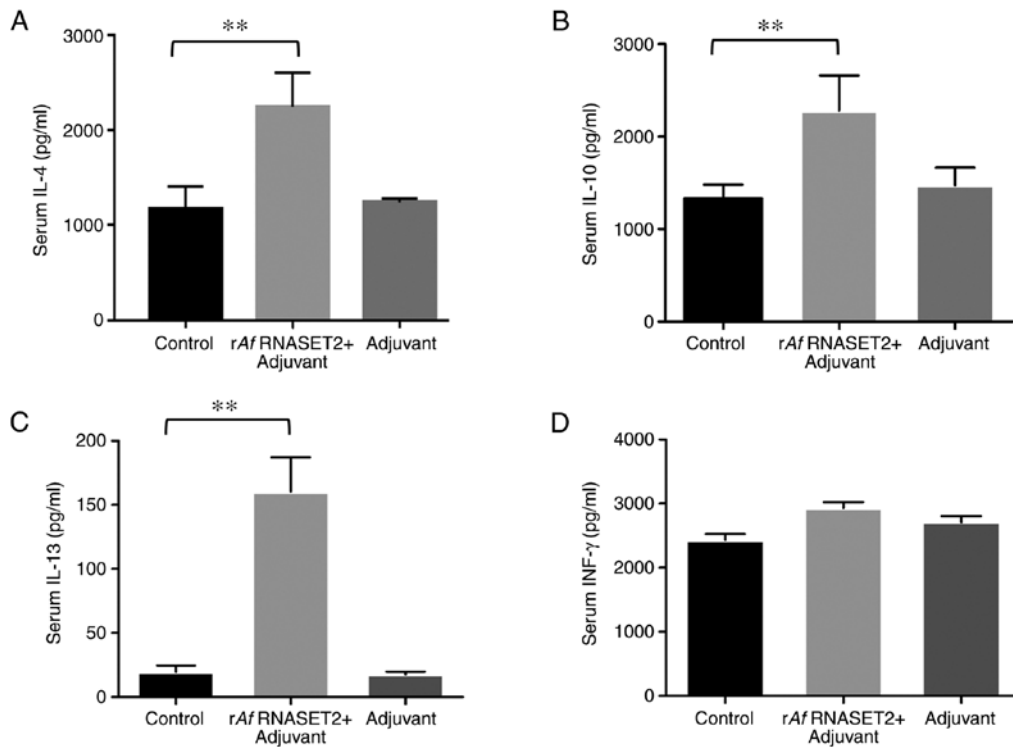 A
**
3000
2000
1000
0
Serum IL-4 (pg/ml)
Control
rAf RNASET2+
Adjuvant
Adjuvant
B
**
3000
2000
1000
0
Serum IL-10 (pg/ml)
Control
rAf RNASET2+
Adjuvant
Adjuvant
C
**
200
150
100
50
0
Serum IL-13 (pg/ml)
Control
rAf RNASET2+
Adjuvant
Adjuvant
D
4000
3000
2000
1000
0
Serum INF-γ (pg/ml)
Control
rAf RNASET2+
Adjuvant
Adjuvant